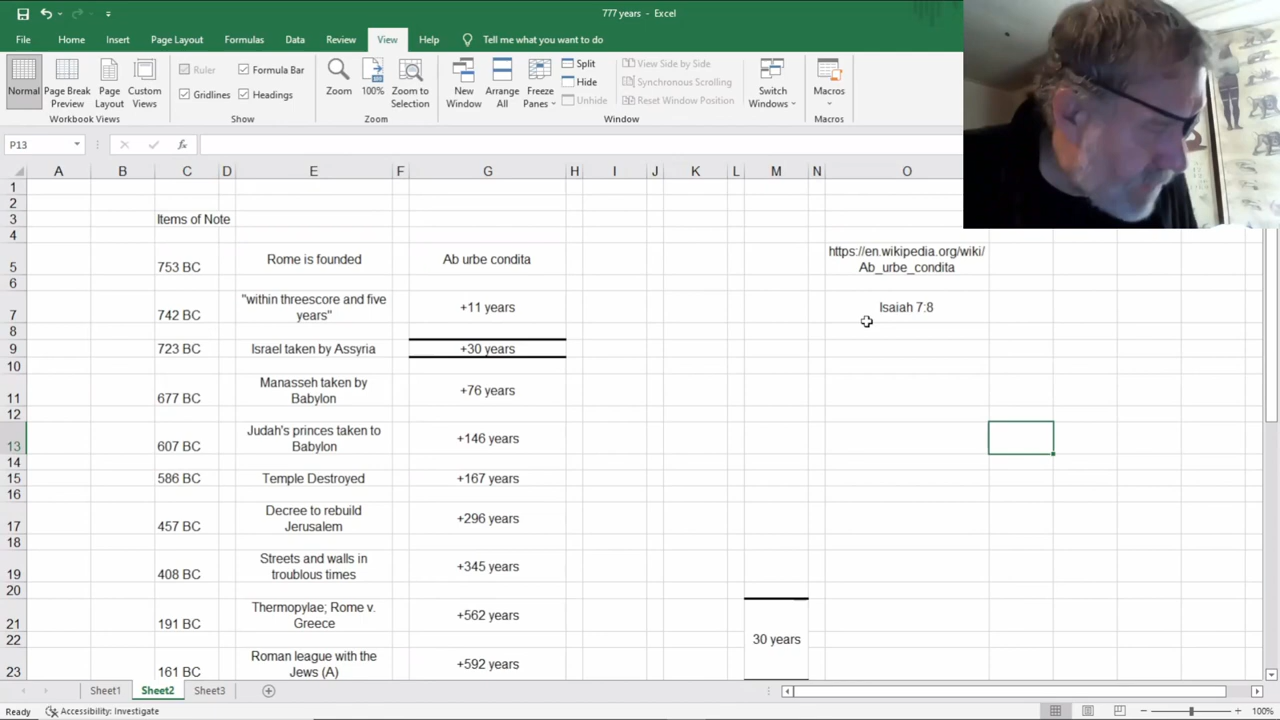 777 years - Excel
File Home Insert Page Layout Formulas Data Review View Help Tell me what you want to do
Normal
Page Break
Preview
Page
Layout
Custom
Views
Ruler
Formula Bar
Gridlines
Headings
Workbook Views
Show
Zoom
100%
Zoom to
Selection
Zoom
New
Window
Arrange
All
Freeze
Panes
Split
Hide
Unhide
View Side by Side
Synchronous Scrolling
Reset Window Position
Switch
Windows
Window
Macros
Macros
P13 fx
A B C D E F G H I J K L M N O
1
2
3 Items of Note
4
https://en.wikipedia.org/wiki/
Ab_urbe_condita
5 753 BC Rome is founded Ab urbe condita
6
7 742 BC "within threescore and five
years" +11 years Isaiah 7:8
8
9 723 BC Israel taken by Assyria +30 years
10
11 677 BC Manasseh taken by
Babylon +76 years
12
13 607 BC Judah's princes taken to
Babylon +146 years
14
15 586 BC Temple Destroyed +167 years
16
17 457 BC Decree to rebuild
Jerusalem +296 years
18
19 408 BC Streets and walls in
troublous times +345 years
20
21 191 BC Thermopylae; Rome v.
Greece +562 years
22 30 years
23 161 BC Roman league with the
Jews (A) +592 years
Sheet1 Sheet2 Sheet3
Ready Accessibility: Investigate 100%